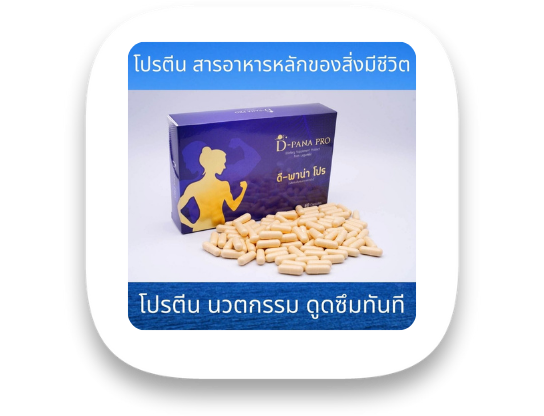 โปรตีน สารอาหารหลักของสิ่งมีชีวิต
D-PANA PRO
ดี-พาน่า โปร
โปรตีน นวตกรรม ดูดซึมทันที